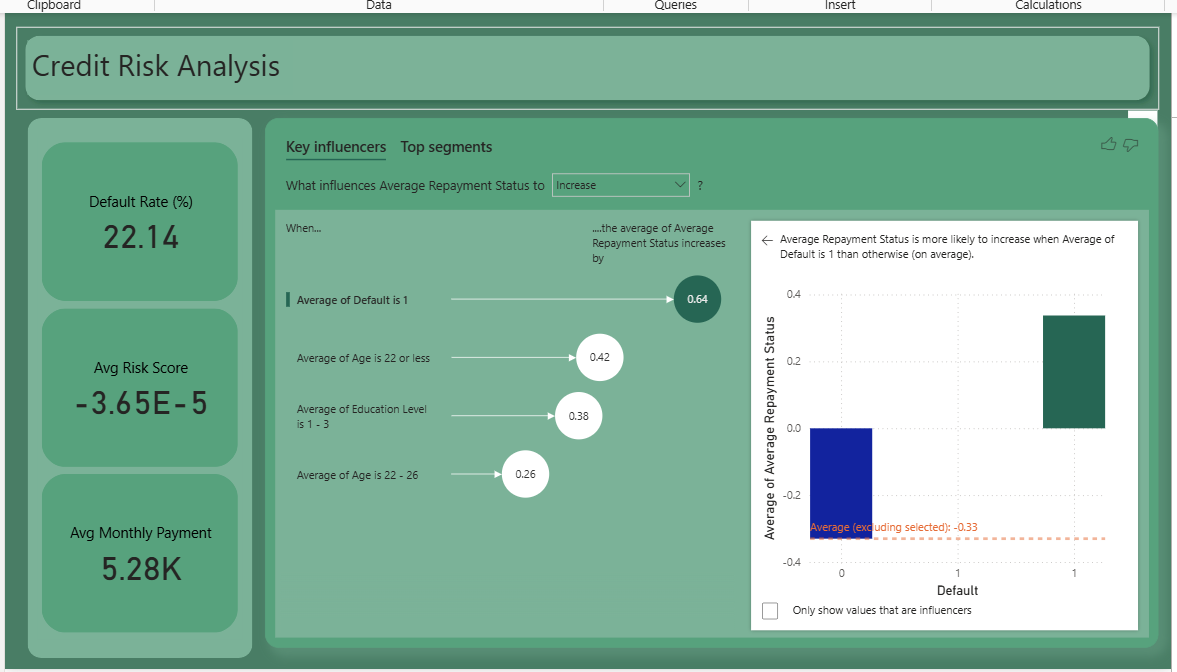 Clipboard
Data
Queries
Insert
Calculations
Credit Risk Analysis
Default Rate (%)
22.14
Avg Risk Score
-3.65E-5
Avg Monthly Payment
5.28K
Key influencers
Top segments
What influences Average Repayment Status to
Increase
?
When...
....the average of Average
Repayment Status increases
by
Average of Default is 1
0.64
Average of Age is 22 or less
0.42
Average of Education Level
is 1 - 3
0.38
Average of Age is 22 - 26
0.26
Average Repayment Status is more likely to increase when Average of
Default is 1 than otherwise (on average).
Average of Average Repayment Status
0.4
0.2
0.0
-0.2
-0.4
Average (excluding selected): -0.33
0
1
1
Default
Only show values that are influencers